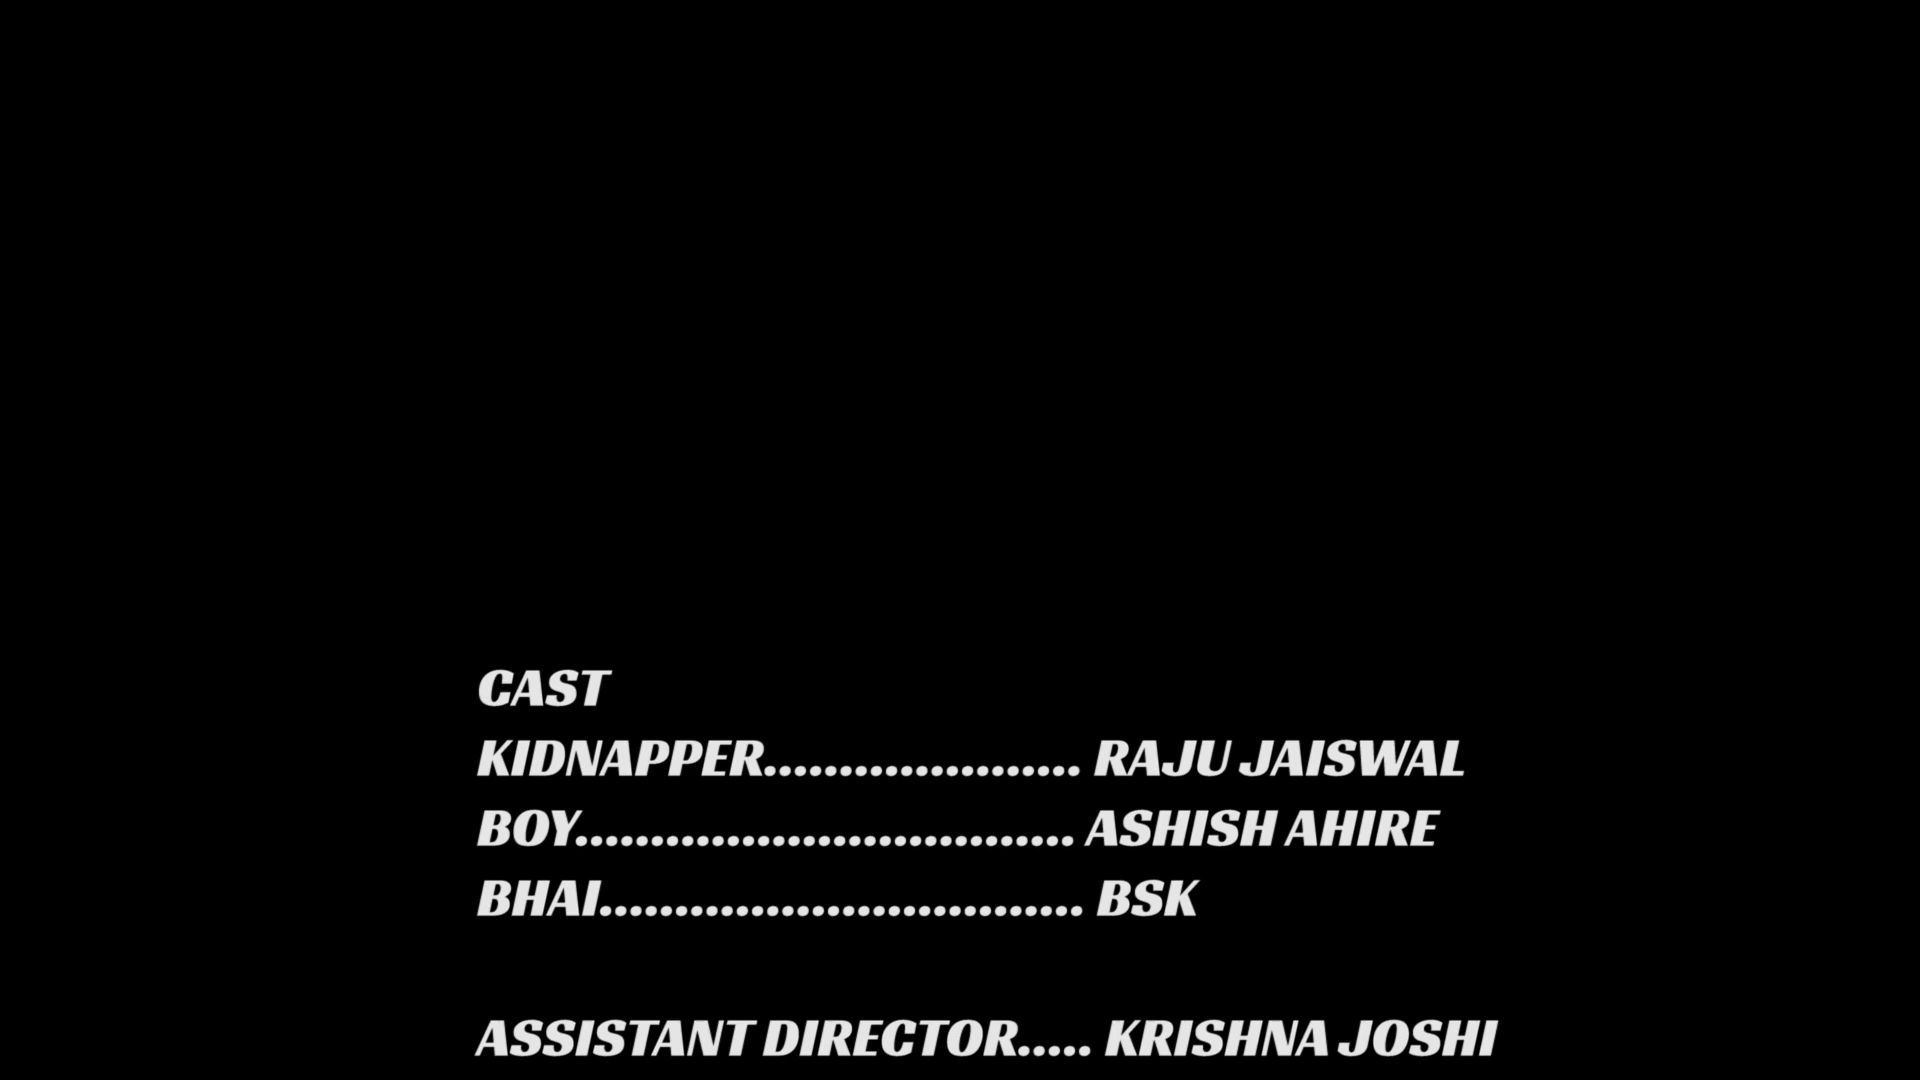 CAST
KIDNAPPER..................... RAJU JAISWAL
BOY................................. ASHISH AHIRE
BHAI................................ BSK
ASSISTANT DIRECTOR..... KRISHNA JOSHI